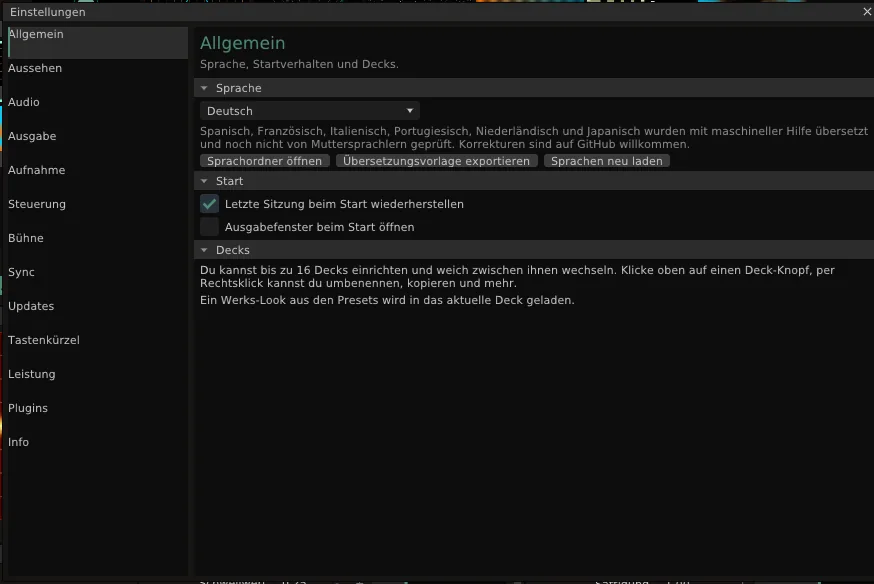 Einstellungen
Allgemein
Aussehen
Audio
Ausgabe
Aufnahme
Steuerung
Bühne
Sync
Updates
Tastenkürzel
Leistung
Plugins
Info
Allgemein
Sprache, Startverhalten und Decks.
Sprache
Deutsch
Spanisch, Französisch, Italienisch, Portugiesisch, Niederländisch und Japanisch wurden mit maschineller Hilfe übersetzt
und noch nicht von Muttersprachlern geprüft. Korrekturen sind auf GitHub willkommen.
Sprachordner öffnen Übersetzungsvorlage exportieren Sprachen neu laden
Start
Letzte Sitzung beim Start wiederherstellen
Ausgabefenster beim Start öffnen
Decks
Du kannst bis zu 16 Decks einrichten und weich zwischen ihnen wechseln. Klicke oben auf einen Deck-Knopf, per
Rechtsklick kannst du umbenennen, kopieren und mehr.
Ein Werks-Look aus den Presets wird in das aktuelle Deck geladen.